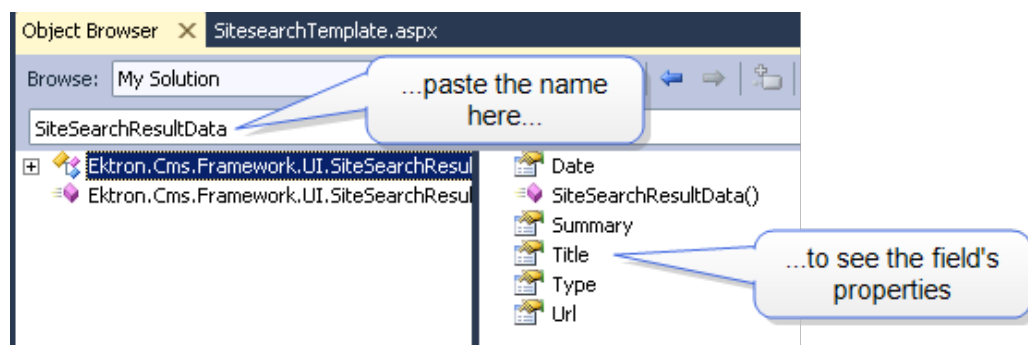 Object Browser SitesearchTemplate.aspx
Browse: My Solution
...paste the name
here...
SiteSearchResultData
Ektron.Cms.Framework.UI.SiteSearchResul
Ektron.Cms.Framework.UI.SiteSearchResul
Date
SiteSearchResultData()
Summary
Title
Type
Url
...to see the field's
properties